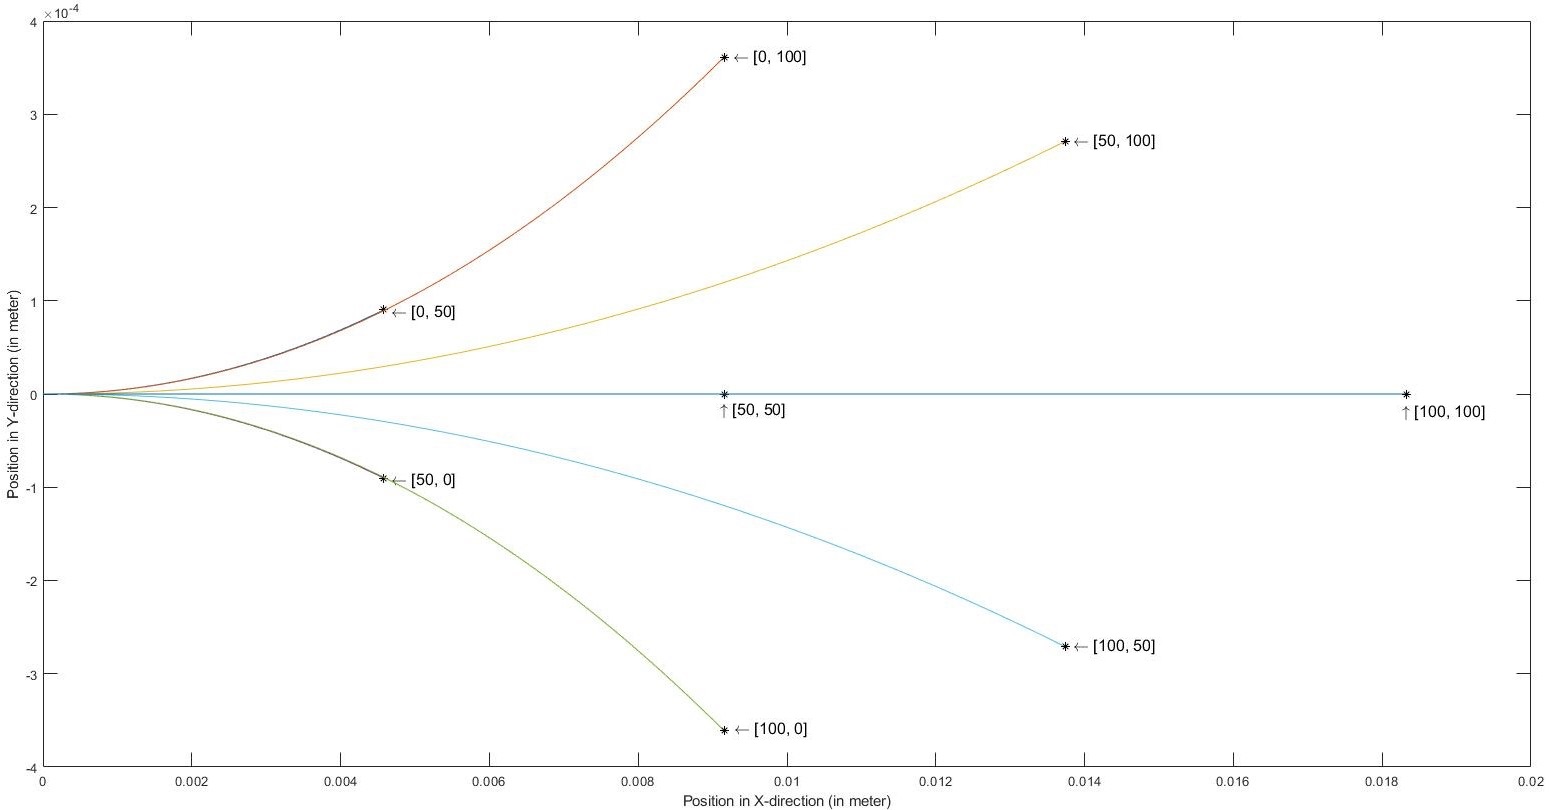 ×10⁻⁴
4
← [0, 100]
3
← [50, 100]
2
Position in Y-direction (in meter)
1
← [0, 50]
0
↑ [50, 50]
↑ [100, 100]
-1
← [50, 0]
-2
← [100, 50]
-3
← [100, 0]
-4
0 0.002 0.004 0.006 0.008 0.01 0.012 0.014 0.016 0.018 0.02
Position in X-direction (in meter)